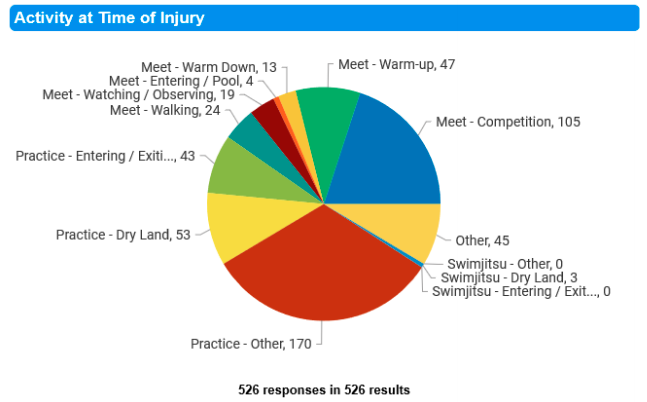 Activity at Time of Injury
Meet - Warm Down, 13
Meet - Warm-up, 47
Meet - Entering / Pool, 4
Meet - Watching / Observing, 19
Meet - Walking, 24
Meet - Competition, 105
Practice - Entering / Exiti..., 43
Practice - Dry Land, 53
Other, 45
Swimjitsu - Other, 0
Swimjitsu - Dry Land, 3
Swimjitsu - Entering / Exit..., 0
Practice - Other, 170
526 responses in 526 results